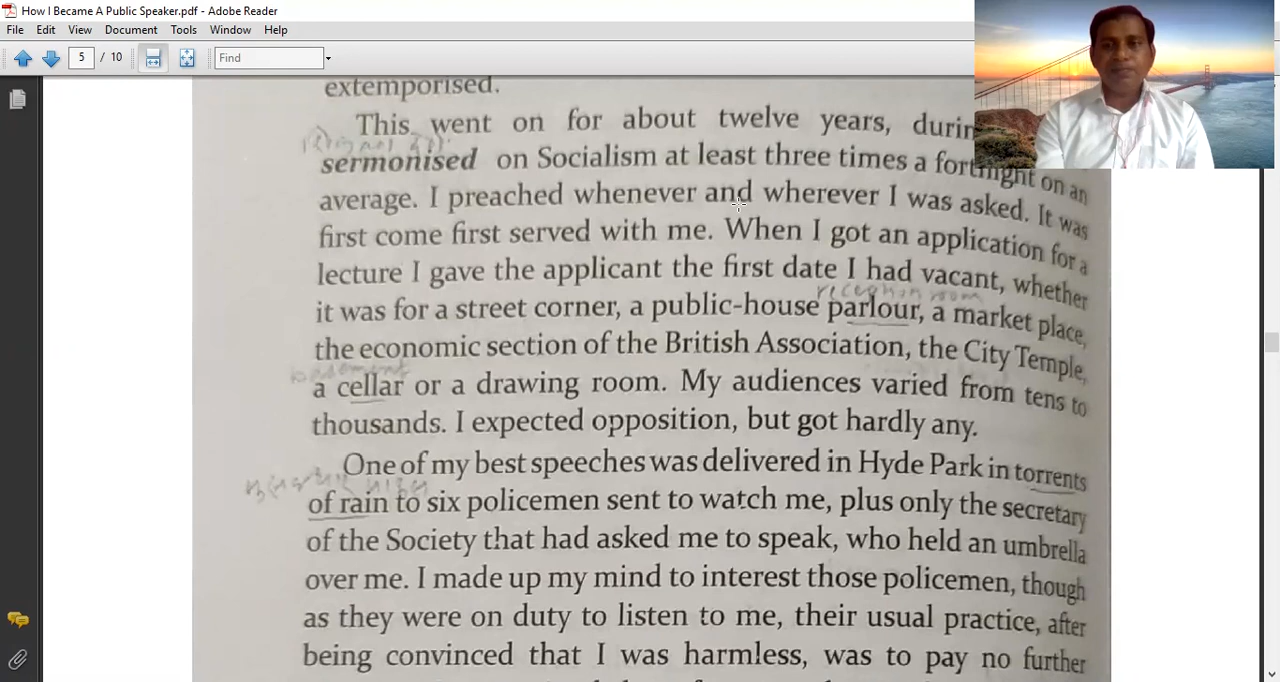 How I Became A Public Speaker.pdf - Adobe Reader
File Edit View Document Tools Window Help
5 / 10 Find
extemporised.
This went on for about twelve years,
sermonised on Socialism at least three times a fortnight on an
average. I preached whenever and wherever I was asked. It was
first come first served with me. When I got an application for a
lecture I gave the applicant the first date I had vacant, whether
reception room
it was for a street corner, a public-house parlour, a market place,
the economic section of the British Association, the City Temple,
a cellar or a drawing room. My audiences varied from tens to
thousands. I expected opposition, but got hardly any.
One of my best speeches was delivered in Hyde Park in torrents
of rain to six policemen sent to watch me, plus only the secretary
of the Society that had asked me to speak, who held an umbrella
over me. I made up my mind to interest those policemen, though
as they were on duty to listen to me, their usual practice, after
being convinced that I was harmless, was to pay no further